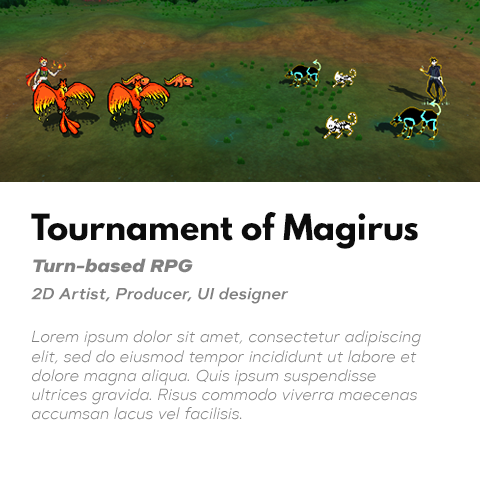 Tournament of Magirus
Turn-based RPG
2D Artist, Producer, UI designer
Lorem ipsum dolor sit amet, consectetur adipiscing
elit, sed do eiusmod tempor incididunt ut labore et
dolore magna aliqua. Quis ipsum suspendisse
ultrices gravida. Risus commodo viverra maecenas
accumsan lacus vel facilisis.